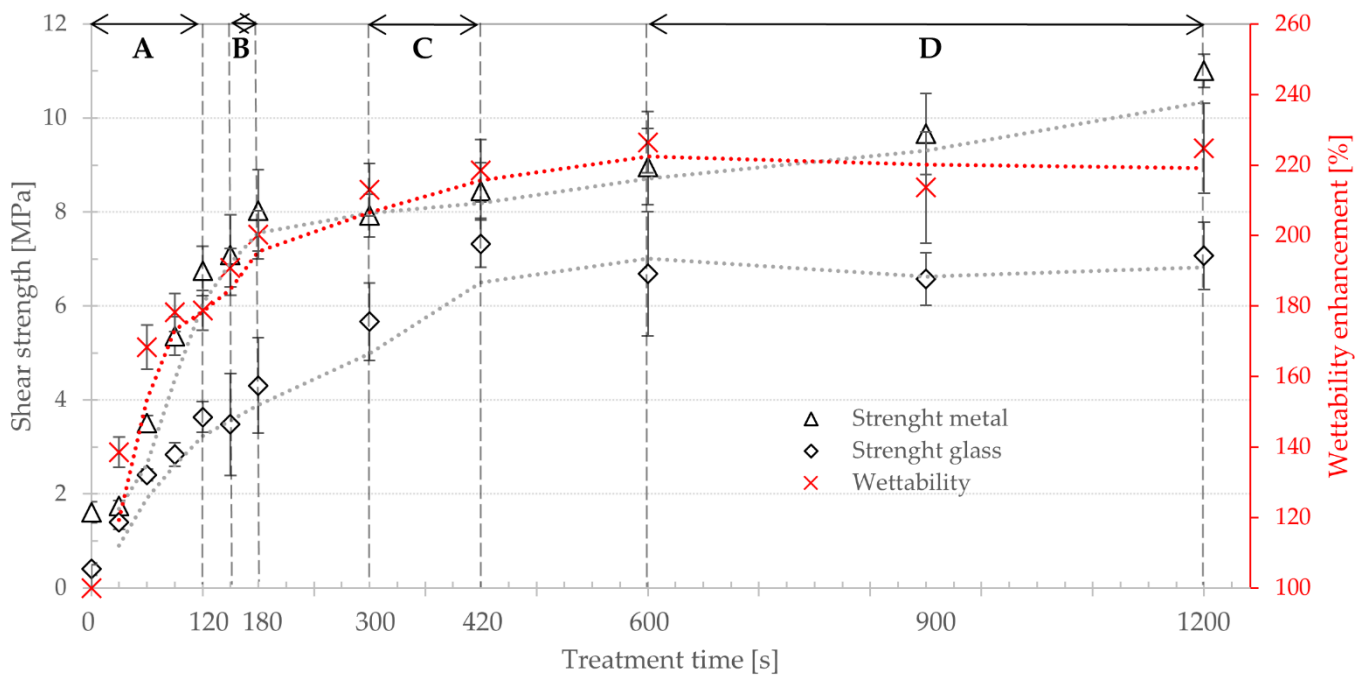 12
10
8
6
4
2
0
Shear strength [MPa]
A
B
C
D
260
240
220
200
180
160
140
120
100
Wettability enhancement [%]
Strenght metal
Strenght glass
Wettability
0
120
180
300
420
600
900
1200
Treatment time [s]